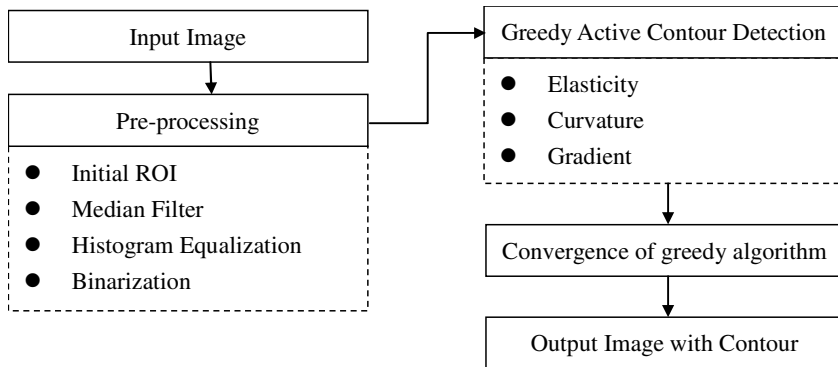 Input Image
Pre-processing
● Initial ROI
● Median Filter
● Histogram Equalization
● Binarization
Greedy Active Contour Detection
● Elasticity
● Curvature
● Gradient
Convergence of greedy algorithm
Output Image with Contour